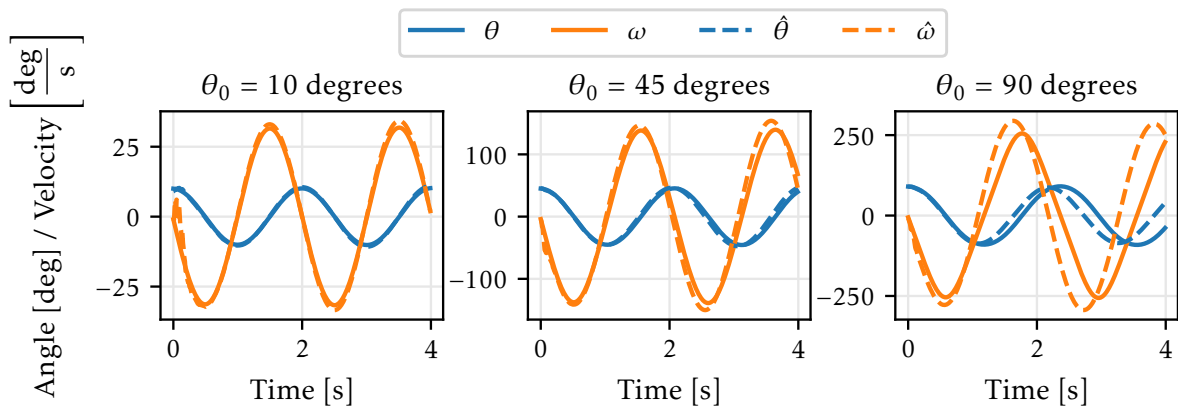 θ ω θ̂ ω̂
Angle [deg] / Velocity [deg/s]
θ₀ = 10 degrees
25
0
−25
0 2 4
Time [s]
θ₀ = 45 degrees
100
0
−100
0 2 4
Time [s]
θ₀ = 90 degrees
250
0
−250
0 2 4
Time [s]